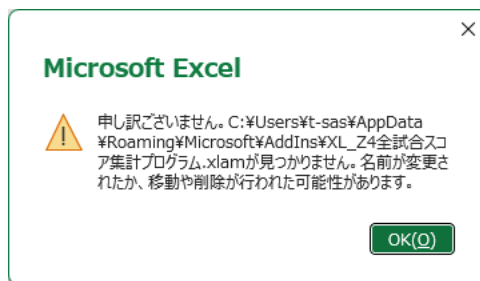 Microsoft Excel
申し訳ございません。C:¥Users¥t-sas¥AppData
¥Roaming¥Microsoft¥AddIns¥XL_Z4全試合スコ
ア集計プログラム.xlamが見つかりません。名前が変更さ
れたか、移動や削除が行われた可能性があります。
OK(O)